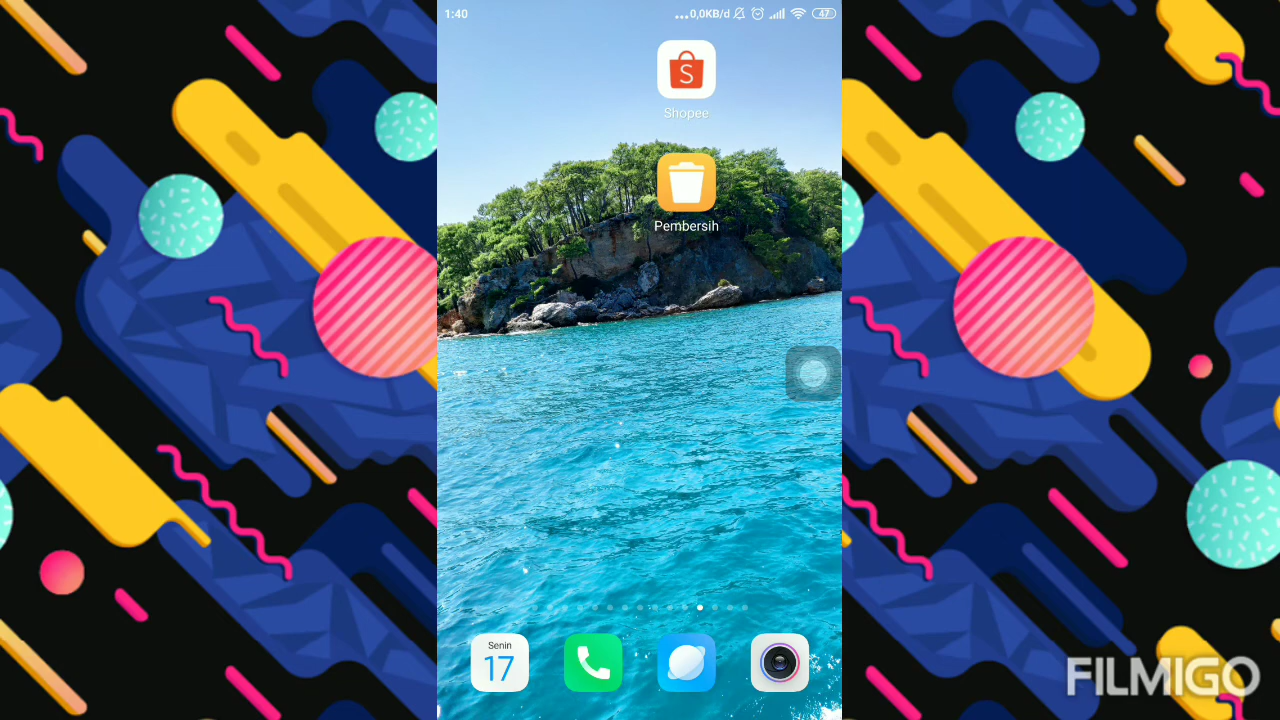 1:40
...0,0KB/d
47
S
Shopee
Pembersih
Senin
17
FILMIGO